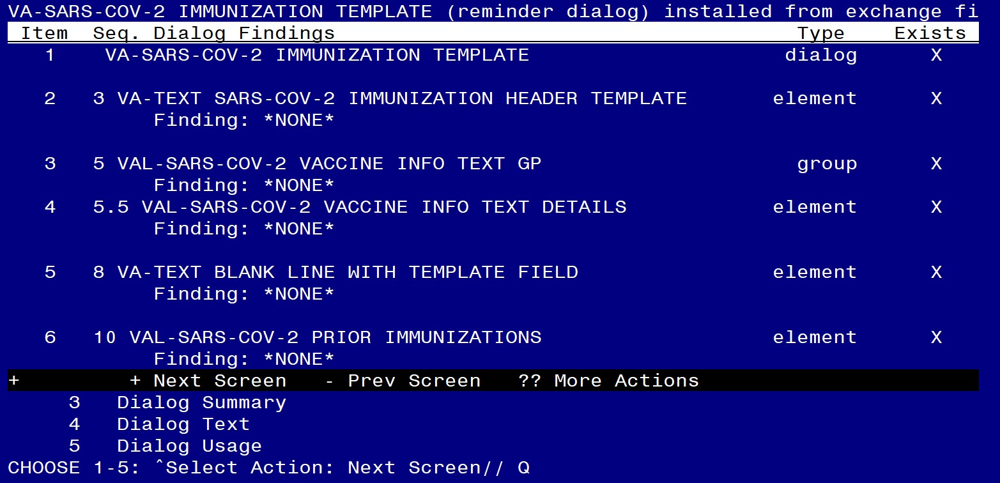 VA-SARS-COV-2 IMMUNIZATION TEMPLATE (reminder dialog) installed from exchange fi
Item  Seq. Dialog Findings  Type  Exists
1  VA-SARS-COV-2 IMMUNIZATION TEMPLATE  dialog  X
2  3 VA-TEXT SARS-COV-2 IMMUNIZATION HEADER TEMPLATE  element  X
Finding: *NONE*
3  5 VAL-SARS-COV-2 VACCINE INFO TEXT GP  group  X
Finding: *NONE*
4  5.5 VAL-SARS-COV-2 VACCINE INFO TEXT DETAILS  element  X
Finding: *NONE*
5  8 VA-TEXT BLANK LINE WITH TEMPLATE FIELD  element  X
Finding: *NONE*
6  10 VAL-SARS-COV-2 PRIOR IMMUNIZATIONS  element  X
Finding: *NONE*
+  + Next Screen  - Prev Screen  ?? More Actions
3  Dialog Summary
4  Dialog Text
5  Dialog Usage
CHOOSE 1-5: ^Select Action: Next Screen// Q